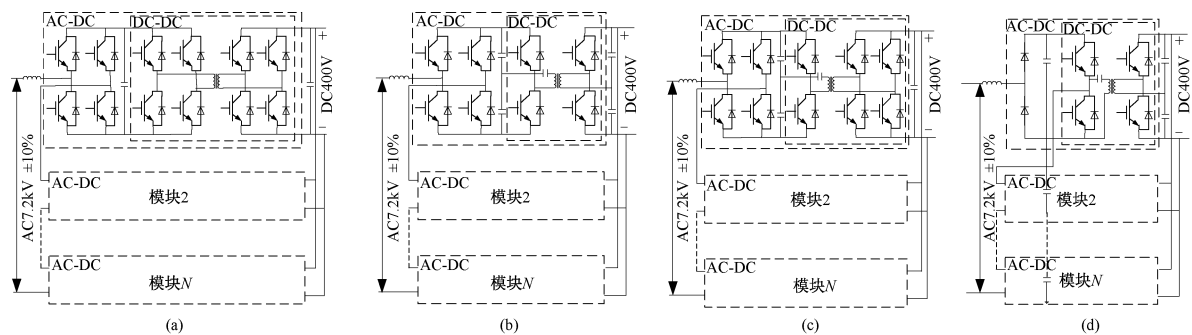 AC-DC
DC-DC
+
−
DC400V
AC7.2kV ±10%
AC-DC
模块2
AC-DC
模块N
(a)
AC-DC
DC-DC
+
−
DC400V
AC7.2kV ±10%
AC-DC
模块2
AC-DC
模块N
(b)
AC-DC
DC-DC
+
−
DC400V
AC7.2kV ±10%
AC-DC
模块2
AC-DC
模块N
(c)
AC-DC
DC-DC
+
−
DC400V
AC7.2kV ±10%
AC-DC
模块2
AC-DC
模块N
(d)